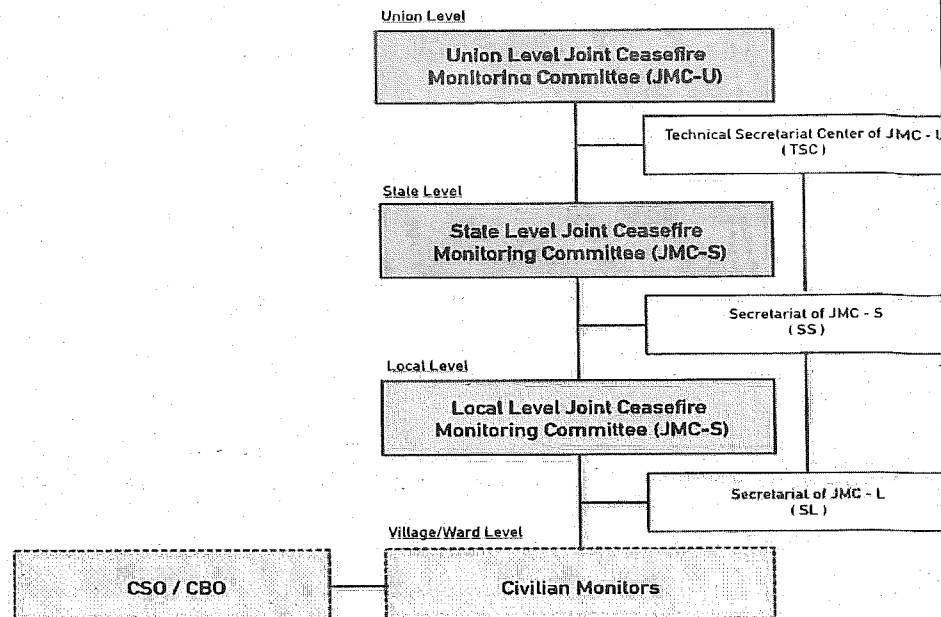 Union Level
Union Level Joint Ceasefire
Monitoring Committee (JMC-U)
Technical Secretariat Center of JMC - U
( TSC )
State Level
State Level Joint Ceasefire
Monitoring Committee (JMC-S)
Secretariat of JMC - S
( SS )
Local Level
Local Level Joint Ceasefire
Monitoring Committee (JMC-S)
Secretariat of JMC - L
( SL )
Village/Ward Level
CSO / CBO
Civilian Monitors